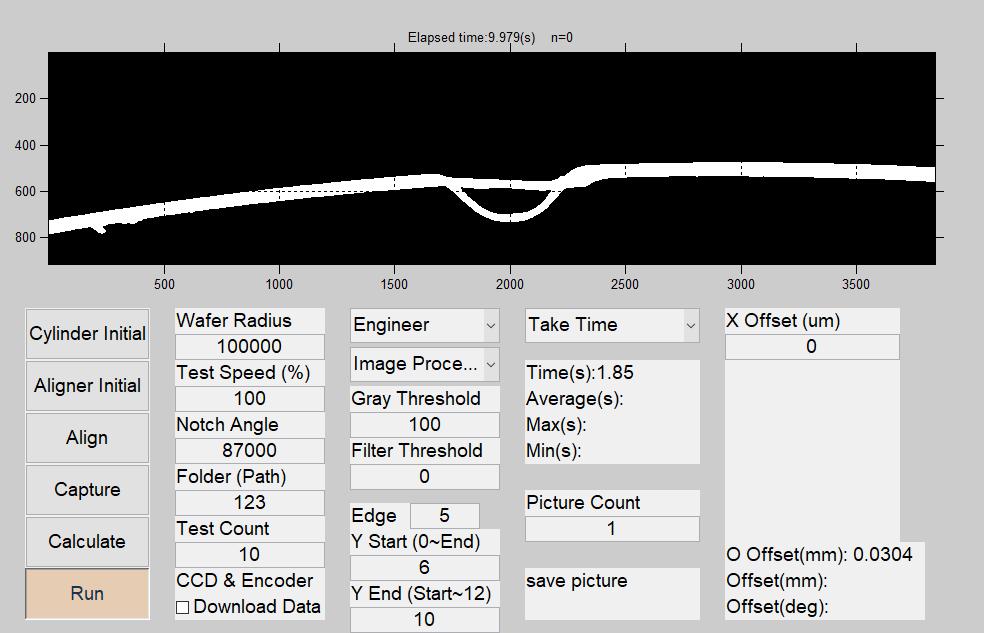 Elapsed time:9.979(s) n=0
200
400
600
800
500 1000 1500 2000 2500 3000 3500
Cylinder Initial
Aligner Initial
Align
Capture
Calculate
Run
Wafer Radius
100000
Test Speed (%)
100
Notch Angle
87000
Folder (Path)
123
Test Count
10
CCD & Encoder
Download Data
Engineer
Image Proce...
Gray Threshold
100
Filter Threshold
0
Edge 5
Y Start (0~End)
6
Y End (Start~12)
10
Take Time
Time(s):1.85
Average(s):
Max(s):
Min(s):
Picture Count
1
save picture
X Offset (um)
0
O Offset(mm): 0.0304
Offset(mm):
Offset(deg):